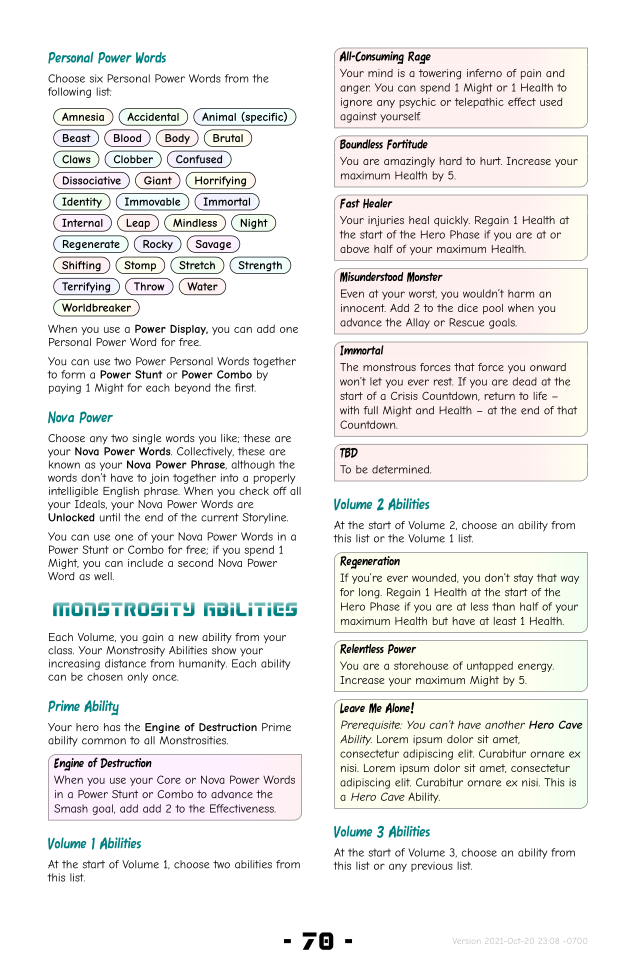 Personal Power Words
Choose six Personal Power Words from the
following list:
Amnesia Accidental Animal (specific)
Beast Blood Body Brutal
Claws Clobber Confused
Dissociative Giant Horrifying
Identity Immovable Immortal
Internal Leap Mindless Night
Regenerate Rocky Savage
Shifting Stomp Stretch Strength
Terrifying Throw Water
Worldbreaker
When you use a Power Display, you can add one
Personal Power Word for free.
You can use two Power Personal Words together
to form a Power Stunt or Power Combo by
paying 1 Might for each beyond the first.
Nova Power
Choose any two single words you like; these are
your Nova Power Words. Collectively, these are
known as your Nova Power Phrase, although the
words don't have to join together into a properly
intelligible English phrase. When you check off all
your Ideals, your Nova Power Words are
Unlocked until the end of the current Storyline.
You can use one of your Nova Power Words in a
Power Stunt or Combo for free; if you spend 1
Might, you can include a second Nova Power
Word as well.
MONSTROSITY ABILITIES
Each Volume, you gain a new ability from your
class. Your Monstrosity Abilities show your
increasing distance from humanity. Each ability
can be chosen only once.
Prime Ability
Your hero has the Engine of Destruction Prime
ability common to all Monstrosities.
Engine of Destruction
When you use your Core or Nova Power Words
in a Power Stunt or Combo to advance the
Smash goal, add add 2 to the Effectiveness.
Volume 1 Abilities
At the start of Volume 1, choose two abilities from
this list.
All-Consuming Rage
Your mind is a towering inferno of pain and
anger. You can spend 1 Might or 1 Health to
ignore any psychic or telepathic effect used
against yourself.
Boundless Fortitude
You are amazingly hard to hurt. Increase your
maximum Health by 5.
Fast Healer
Your injuries heal quickly. Regain 1 Health at
the start of the Hero Phase if you are at or
above half of your maximum Health.
Misunderstood Monster
Even at your worst, you wouldn't harm an
innocent. Add 2 to the dice pool when you
advance the Allay or Rescue goals.
Immortal
The monstrous forces that force you onward
won't let you ever rest. If you are dead at the
start of a Crisis Countdown, return to life –
with full Might and Health – at the end of that
Countdown.
TBD
To be determined.
Volume 2 Abilities
At the start of Volume 2, choose an ability from
this list or the Volume 1 list.
Regeneration
If you're ever wounded, you don't stay that way
for long. Regain 1 Health at the start of the
Hero Phase if you are at less than half of your
maximum Health but have at least 1 Health.
Relentless Power
You are a storehouse of untapped energy.
Increase your maximum Might by 5.
Leave Me Alone!
Prerequisite: You can't have another Hero Cave
Ability. Lorem ipsum dolor sit amet,
consectetur adipiscing elit. Curabitur ornare ex
nisi. Lorem ipsum dolor sit amet, consectetur
adipiscing elit. Curabitur ornare ex nisi. This is
a Hero Cave Ability.
Volume 3 Abilities
At the start of Volume 3, choose an ability from
this list or any previous list.
- 70 -
Version 2021-Oct-20 23:08 -0700